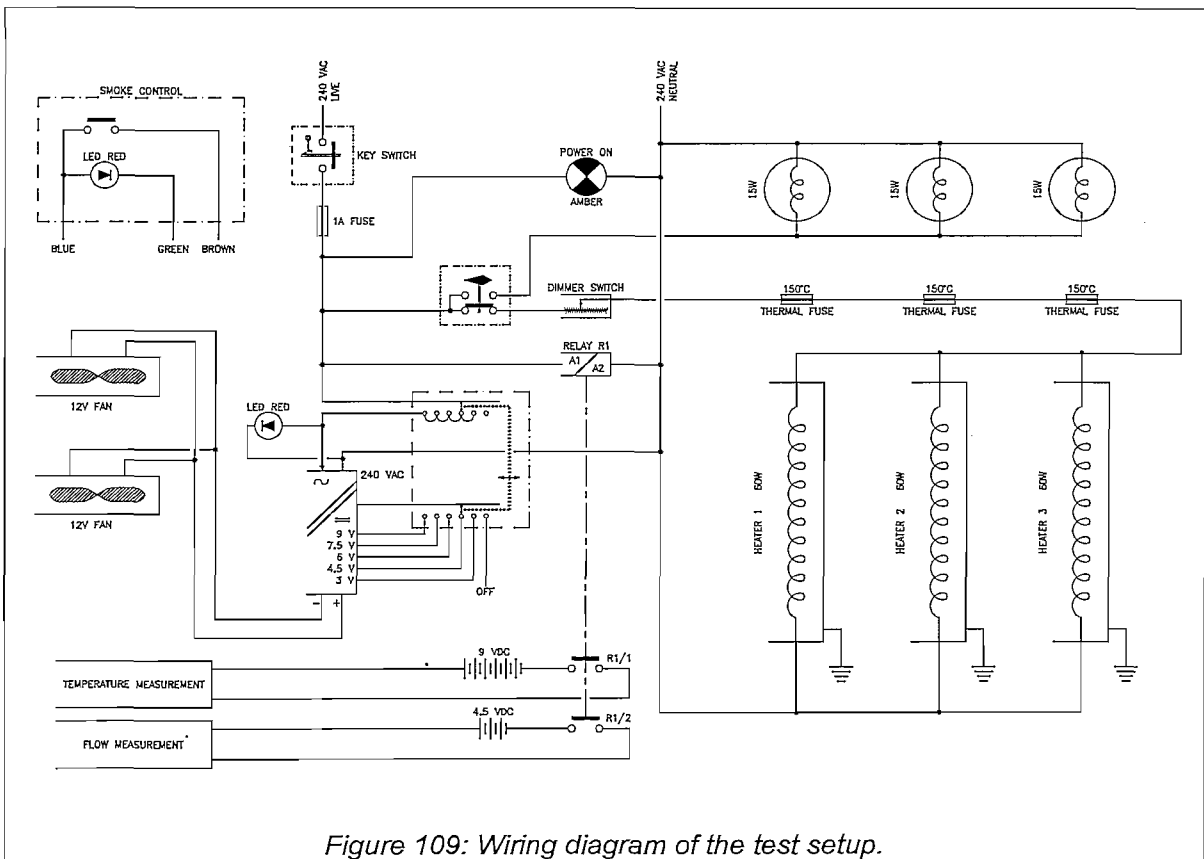 SMOKE CONTROL
LED RED
BLUE
GREEN
BROWN
240 VAC
LIVE
KEY SWITCH
1A FUSE
240 VAC
NEUTRAL
POWER ON
AMBER
15W
15W
15W
DIMMER SWITCH
150°C
THERMAL FUSE
150°C
THERMAL FUSE
150°C
THERMAL FUSE
RELAY R1
A1
A2
12V FAN
12V FAN
LED RED
240 VAC
9 V
7.5 V
6 V
4.5 V
3 V
OFF
- +
HEATER 1 60W
HEATER 2 60W
HEATER 3 60W
TEMPERATURE MEASUREMENT
9 VDC
R1/1
FLOW MEASUREMENT
4.5 VDC
R1/2
Figure 109: Wiring diagram of the test setup.